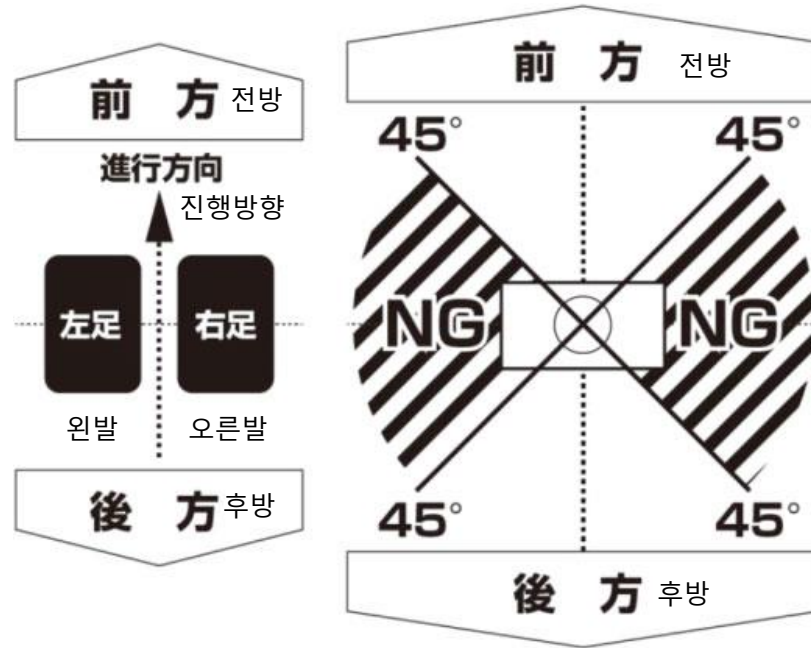 前 方 전방
進行方向
진행방향
左足
右足
왼발
오른발
後 方 후방
前 方 전방
45°
45°
NG
NG
45°
45°
後 方 후방